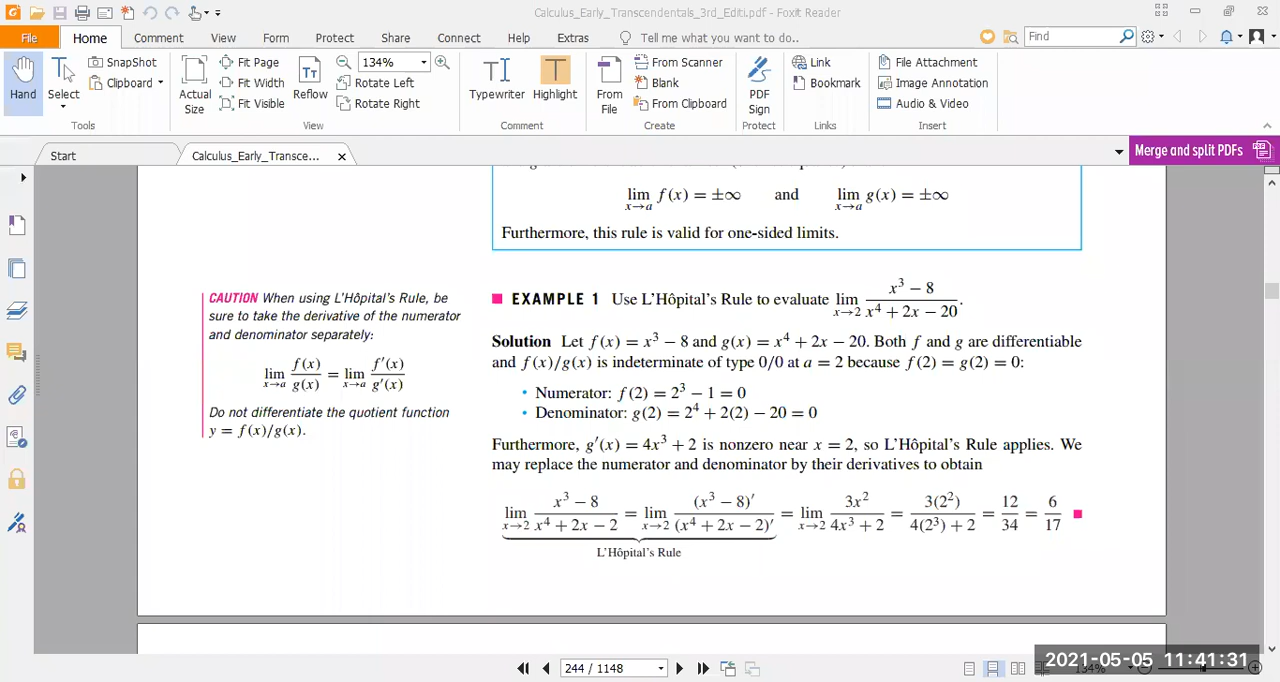 Calculus_Early_Transcendentals_3rd_Editi.pdf - Foxit Reader
File Home Comment View Form Protect Share Connect Help Extras Tell me what you want to do.. Find
Hand Select SnapShot Clipboard
Tools
Actual Size Fit Page Fit Width Fit Visible Reflow 134% Rotate Left Rotate Right
View
Typewriter Highlight
Comment
From File From Scanner Blank From Clipboard
Create
PDF Sign
Protect
Link Bookmark
Links
File Attachment Image Annotation Audio & Video
Insert
Start Calculus_Early_Transce... Merge and split PDFs
lim x→a f(x) = ±∞ and lim x→a g(x) = ±∞
Furthermore, this rule is valid for one-sided limits.
CAUTION When using L'Hôpital's Rule, be
sure to take the derivative of the numerator
and denominator separately:
lim x→a f(x)/g(x) = lim x→a f′(x)/g′(x)
Do not differentiate the quotient function
y = f(x)/g(x).
EXAMPLE 1 Use L'Hôpital's Rule to evaluate lim x→2 (x³ − 8)/(x⁴ + 2x − 20).
Solution Let f(x) = x³ − 8 and g(x) = x⁴ + 2x − 20. Both f and g are differentiable
and f(x)/g(x) is indeterminate of type 0/0 at a = 2 because f(2) = g(2) = 0:
• Numerator: f(2) = 2³ − 1 = 0
• Denominator: g(2) = 2⁴ + 2(2) − 20 = 0
Furthermore, g′(x) = 4x³ + 2 is nonzero near x = 2, so L'Hôpital's Rule applies. We
may replace the numerator and denominator by their derivatives to obtain
lim x→2 (x³ − 8)/(x⁴ + 2x − 2) = lim x→2 (x³ − 8)′/(x⁴ + 2x − 2)′ = lim x→2 3x²/(4x³ + 2) = 3(2²)/(4(2³) + 2) = 12/34 = 6/17
L'Hôpital's Rule
244 / 1148
134%
2021-05-05 11:41:31